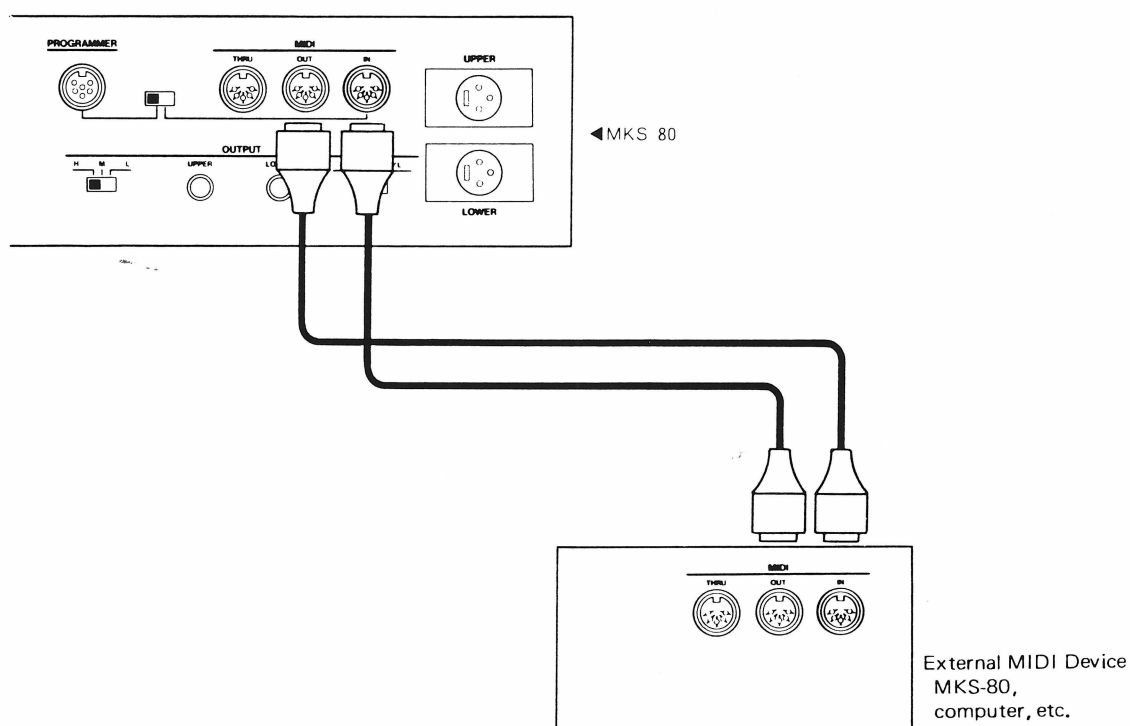 PROGRAMMER
MIDI
THRU OUT IN
UPPER
◀MKS 80
OUTPUT
H M L
UPPER
LOWER
External MIDI Device
MKS-80,
computer, etc.
MIDI
THRU OUT IN